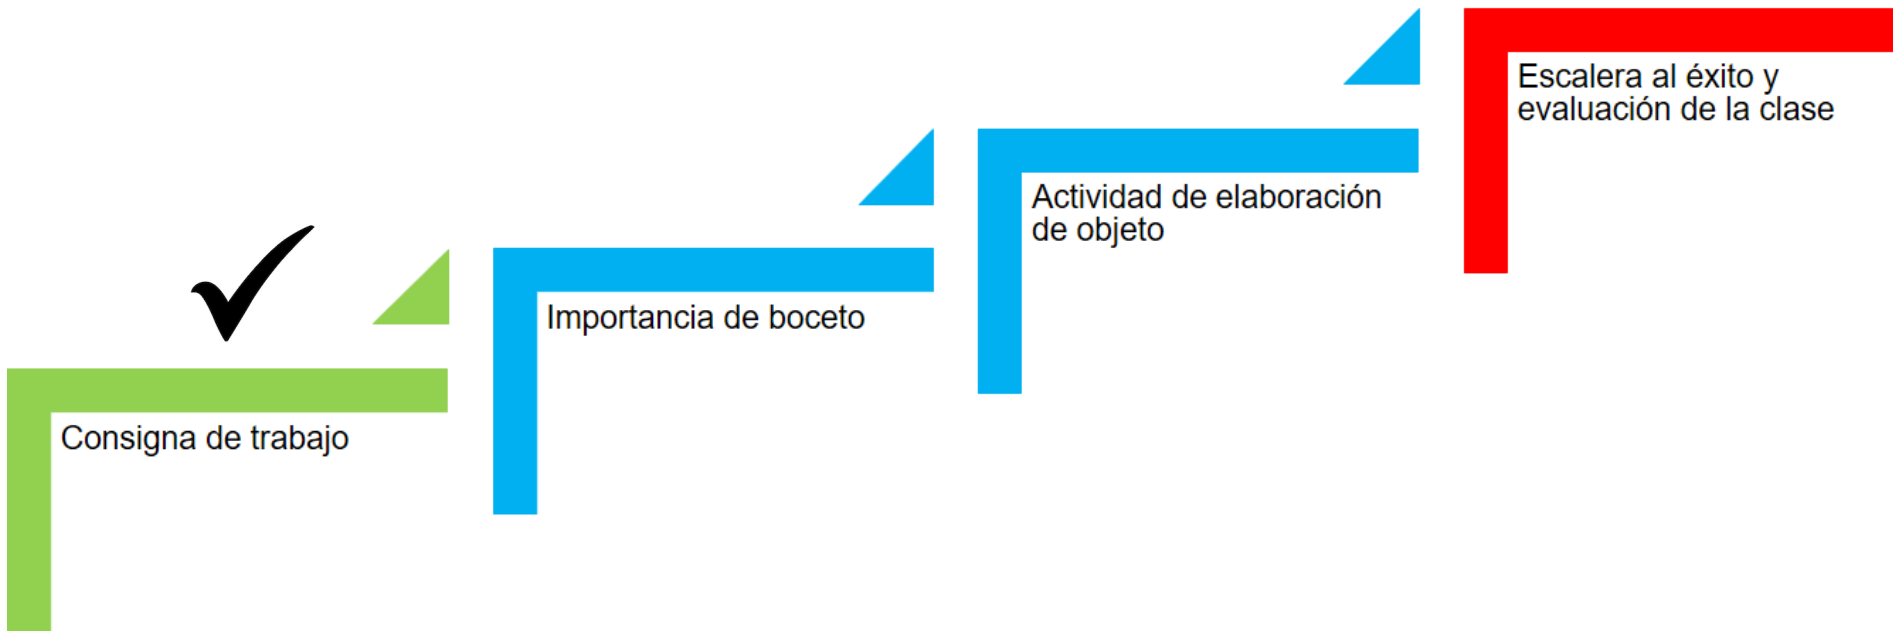 Consigna de trabajo
Importancia de boceto
Actividad de elaboración
de objeto
Escalera al éxito y
evaluación de la clase